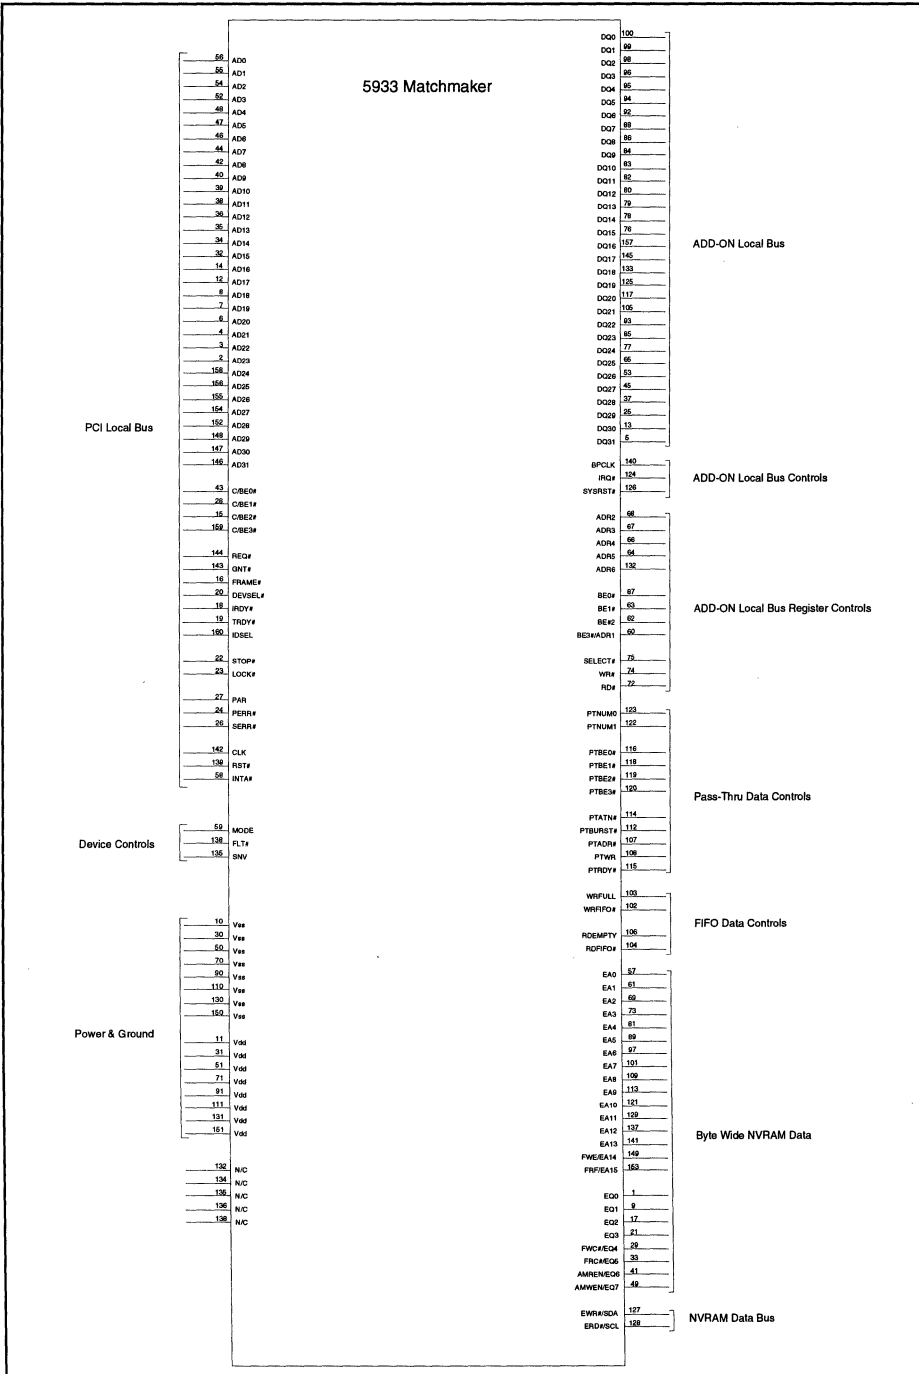 5933 Matchmaker
PCI Local Bus
56 AD0
55 AD1
54 AD2
52 AD3
48 AD4
47 AD5
46 AD6
44 AD7
42 AD8
40 AD9
39 AD10
38 AD11
36 AD12
35 AD13
34 AD14
32 AD15
14 AD16
12 AD17
8 AD18
7 AD19
6 AD20
4 AD21
3 AD22
2 AD23
158 AD24
156 AD25
155 AD26
154 AD27
152 AD28
148 AD29
147 AD30
146 AD31
43 C/BE0#
28 C/BE1#
15 C/BE2#
159 C/BE3#
144 REQ#
143 GNT#
16 FRAME#
20 DEVSEL#
18 IRDY#
19 TRDY#
160 IDSEL
22 STOP#
23 LOCK#
27 PAR
24 PERR#
26 SERR#
142 CLK
139 RST#
58 INTA#
Device Controls
59 MODE
138 FLT#
135 SNV
Power & Ground
10 Vss
30 Vss
50 Vss
70 Vss
90 Vss
110 Vss
130 Vss
150 Vss
11 Vdd
31 Vdd
51 Vdd
71 Vdd
91 Vdd
111 Vdd
131 Vdd
151 Vdd
132 N/C
134 N/C
135 N/C
136 N/C
138 N/C
DQ0 100
DQ1 99
DQ2 98
DQ3 96
DQ4 95
DQ5 94
DQ6 92
DQ7 88
DQ8 86
DQ9 84
DQ10 83
DQ11 82
DQ12 80
DQ13 79
DQ14 78
DQ15 76
DQ16 157
DQ17 145
DQ18 133
DQ19 125
DQ20 117
DQ21 105
DQ22 93
DQ23 85
DQ24 77
DQ25 65
DQ26 53
DQ27 45
DQ28 37
DQ29 25
DQ30 13
DQ31 5
ADD-ON Local Bus
BPCLK 140
IRQ# 124
SYSRST# 126
ADD-ON Local Bus Controls
ADR2 68
ADR3 67
ADR4 66
ADR5 64
ADR6 132
BE0# 87
BE1# 63
BE#2 62
BE3#/ADR1 60
SELECT# 75
WR# 74
RD# 72
ADD-ON Local Bus Register Controls
PTNUM0 123
PTNUM1 122
PTBE0# 116
PTBE1# 118
PTBE2# 119
PTBE3# 120
PTATN# 114
PTBURST# 112
PTADR# 107
PTWR 108
PTRDY# 115
Pass-Thru Data Controls
WRFULL 103
WRFIFO# 102
RDEMPTY 106
RDFIFO# 104
FIFO Data Controls
EA0 57
EA1 61
EA2 69
EA3 73
EA4 81
EA5 89
EA6 97
EA7 101
EA8 109
EA9 113
EA10 121
EA11 129
EA12 137
EA13 141
FWE/EA14 149
FRF/EA15 153
EQ0 1
EQ1 9
EQ2 17
EQ3 21
FWC#/EQ4 29
FRC#/EQ5 33
AMREN/EQ6 41
AMWEN/EQ7 49
Byte Wide NVRAM Data
EWR#/SDA 127
ERD#/SCL 128
NVRAM Data Bus